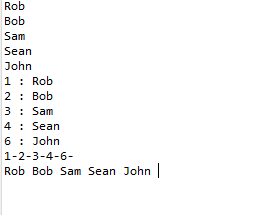 Rob
Bob
Sam
Sean
John
1 : Rob
2 : Bob
3 : Sam
4 : Sean
6 : John
1-2-3-4-6-
Rob Bob Sam Sean John